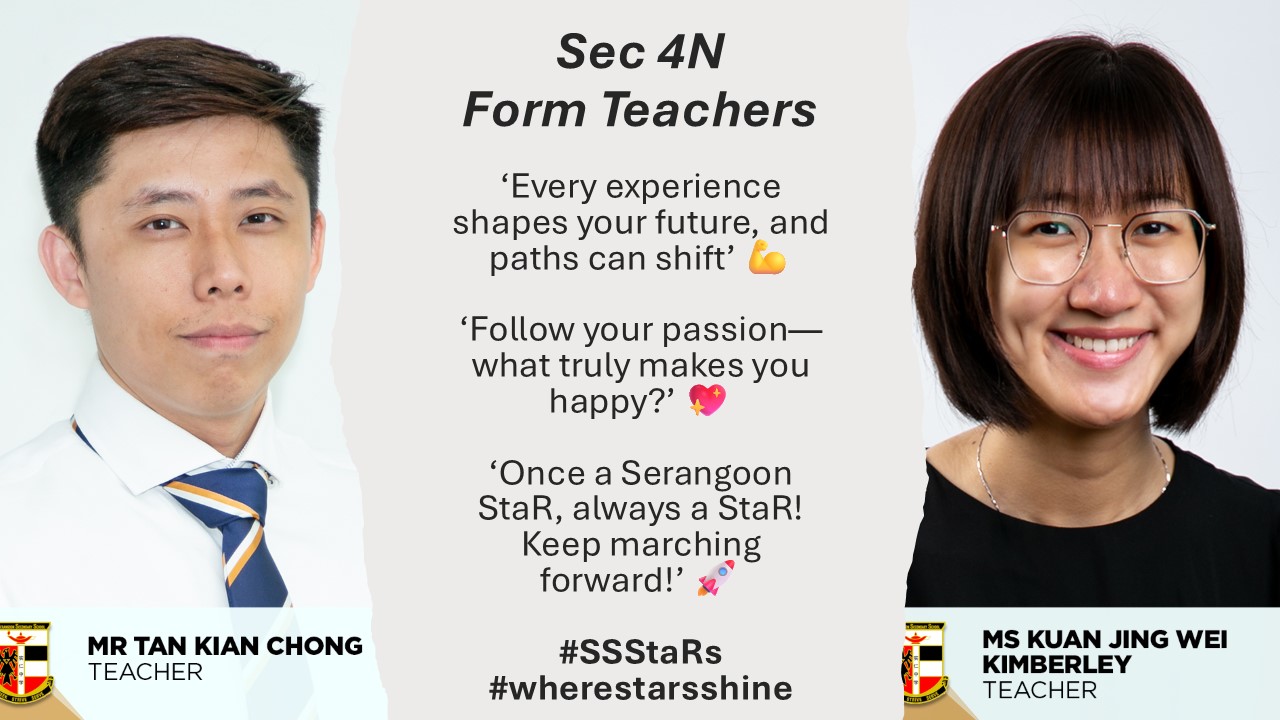 Sec 4N
Form Teachers
‘Every experience
shapes your future, and
paths can shift’ 💪
‘Follow your passion—
what truly makes you
happy?’ 💖
‘Once a Serangoon
StaR, always a StaR!
Keep marching
forward!’ 🚀
#SSStaRs
#wherestarsshine
MR TAN KIAN CHONG
TEACHER
MS KUAN JING WEI
KIMBERLEY
TEACHER